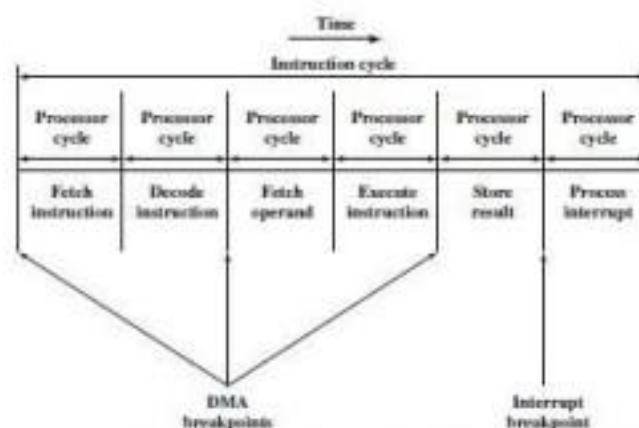 Time
Instruction cycle
Processor cycle
Processor cycle
Processor cycle
Processor cycle
Processor cycle
Processor cycle
Fetch instruction
Decode instruction
Fetch operand
Execute instruction
Store result
Process interrupt
DMA breakpoints
Interrupt breakpoint